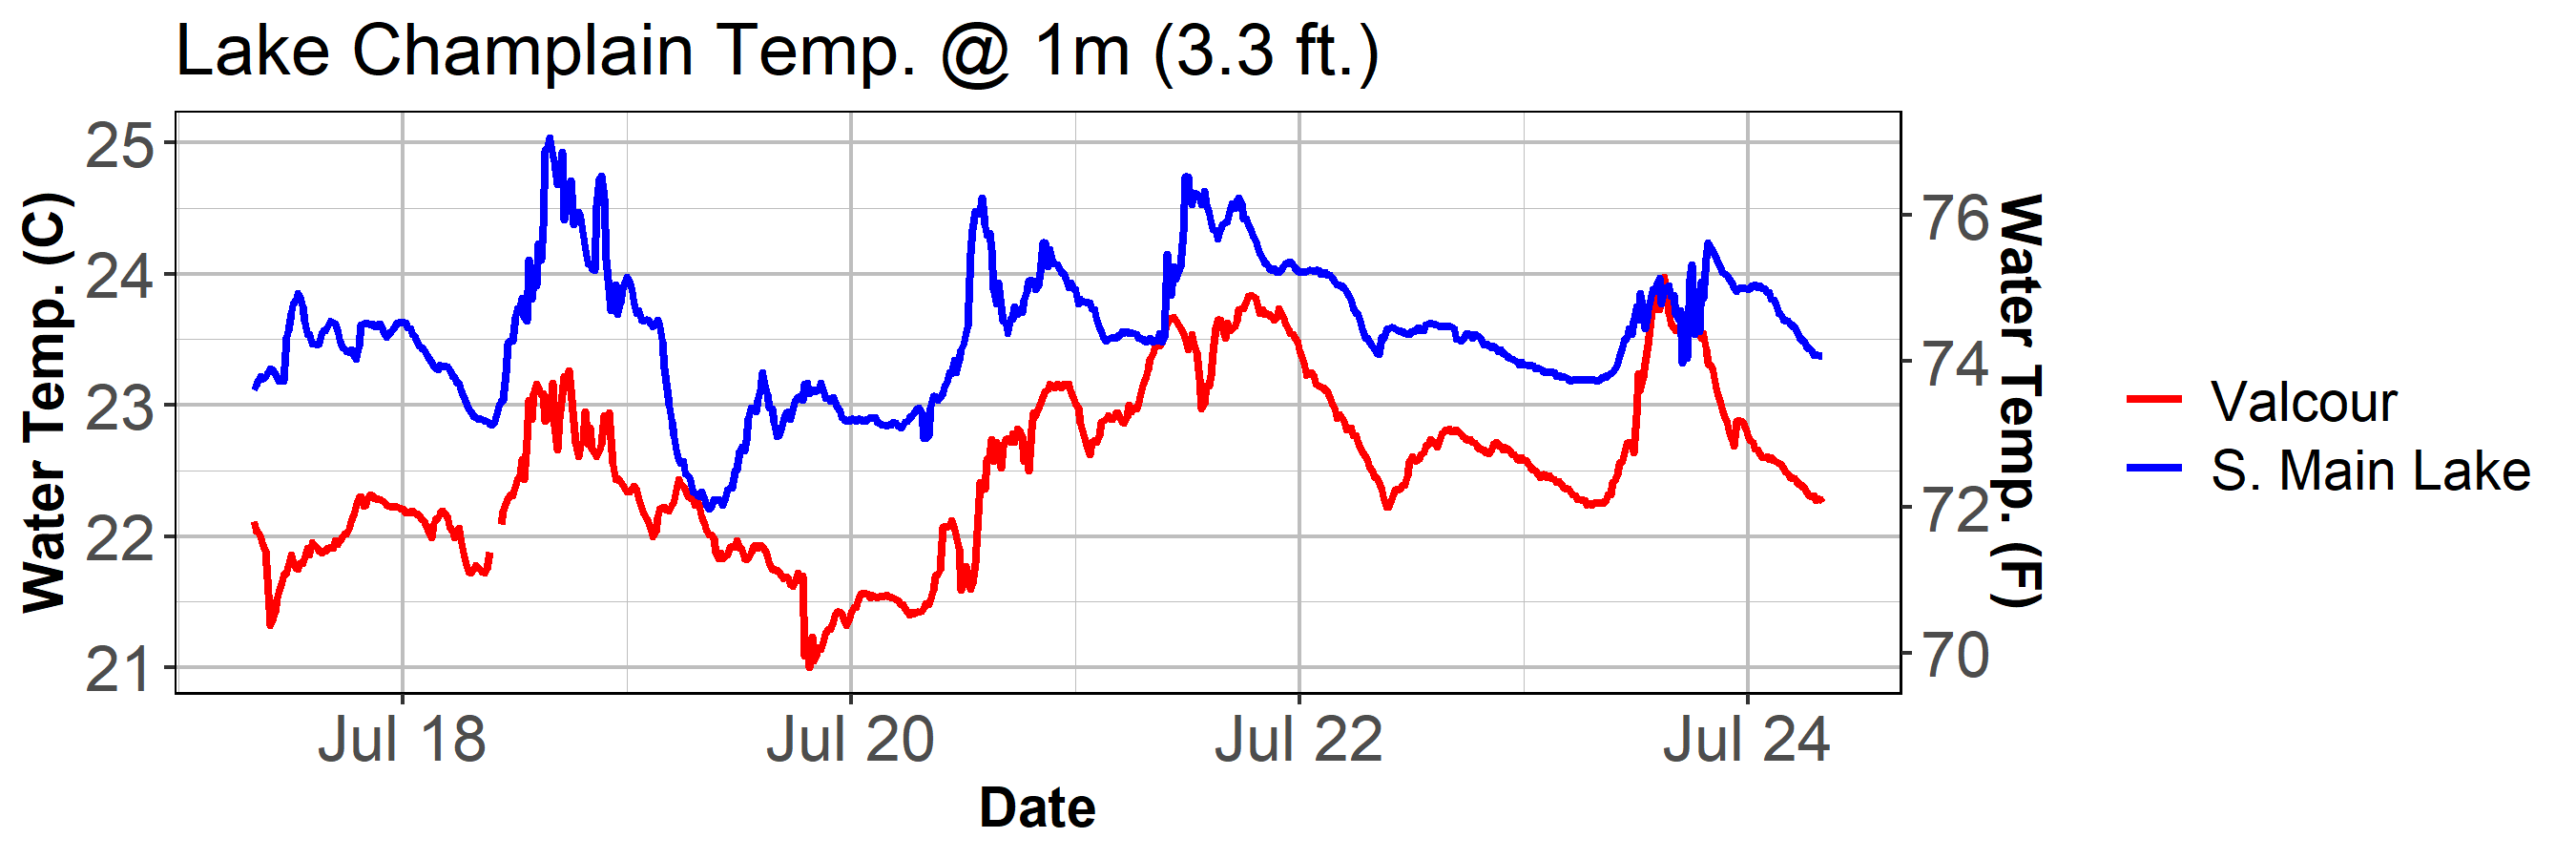 Lake Champlain Temp. @ 1m (3.3 ft.)
Water Temp. (C)
25
24
23
22
21
76
74
72
70
Water Temp. (F)
Jul 18
Jul 20
Jul 22
Jul 24
Date
Valcour
S. Main Lake